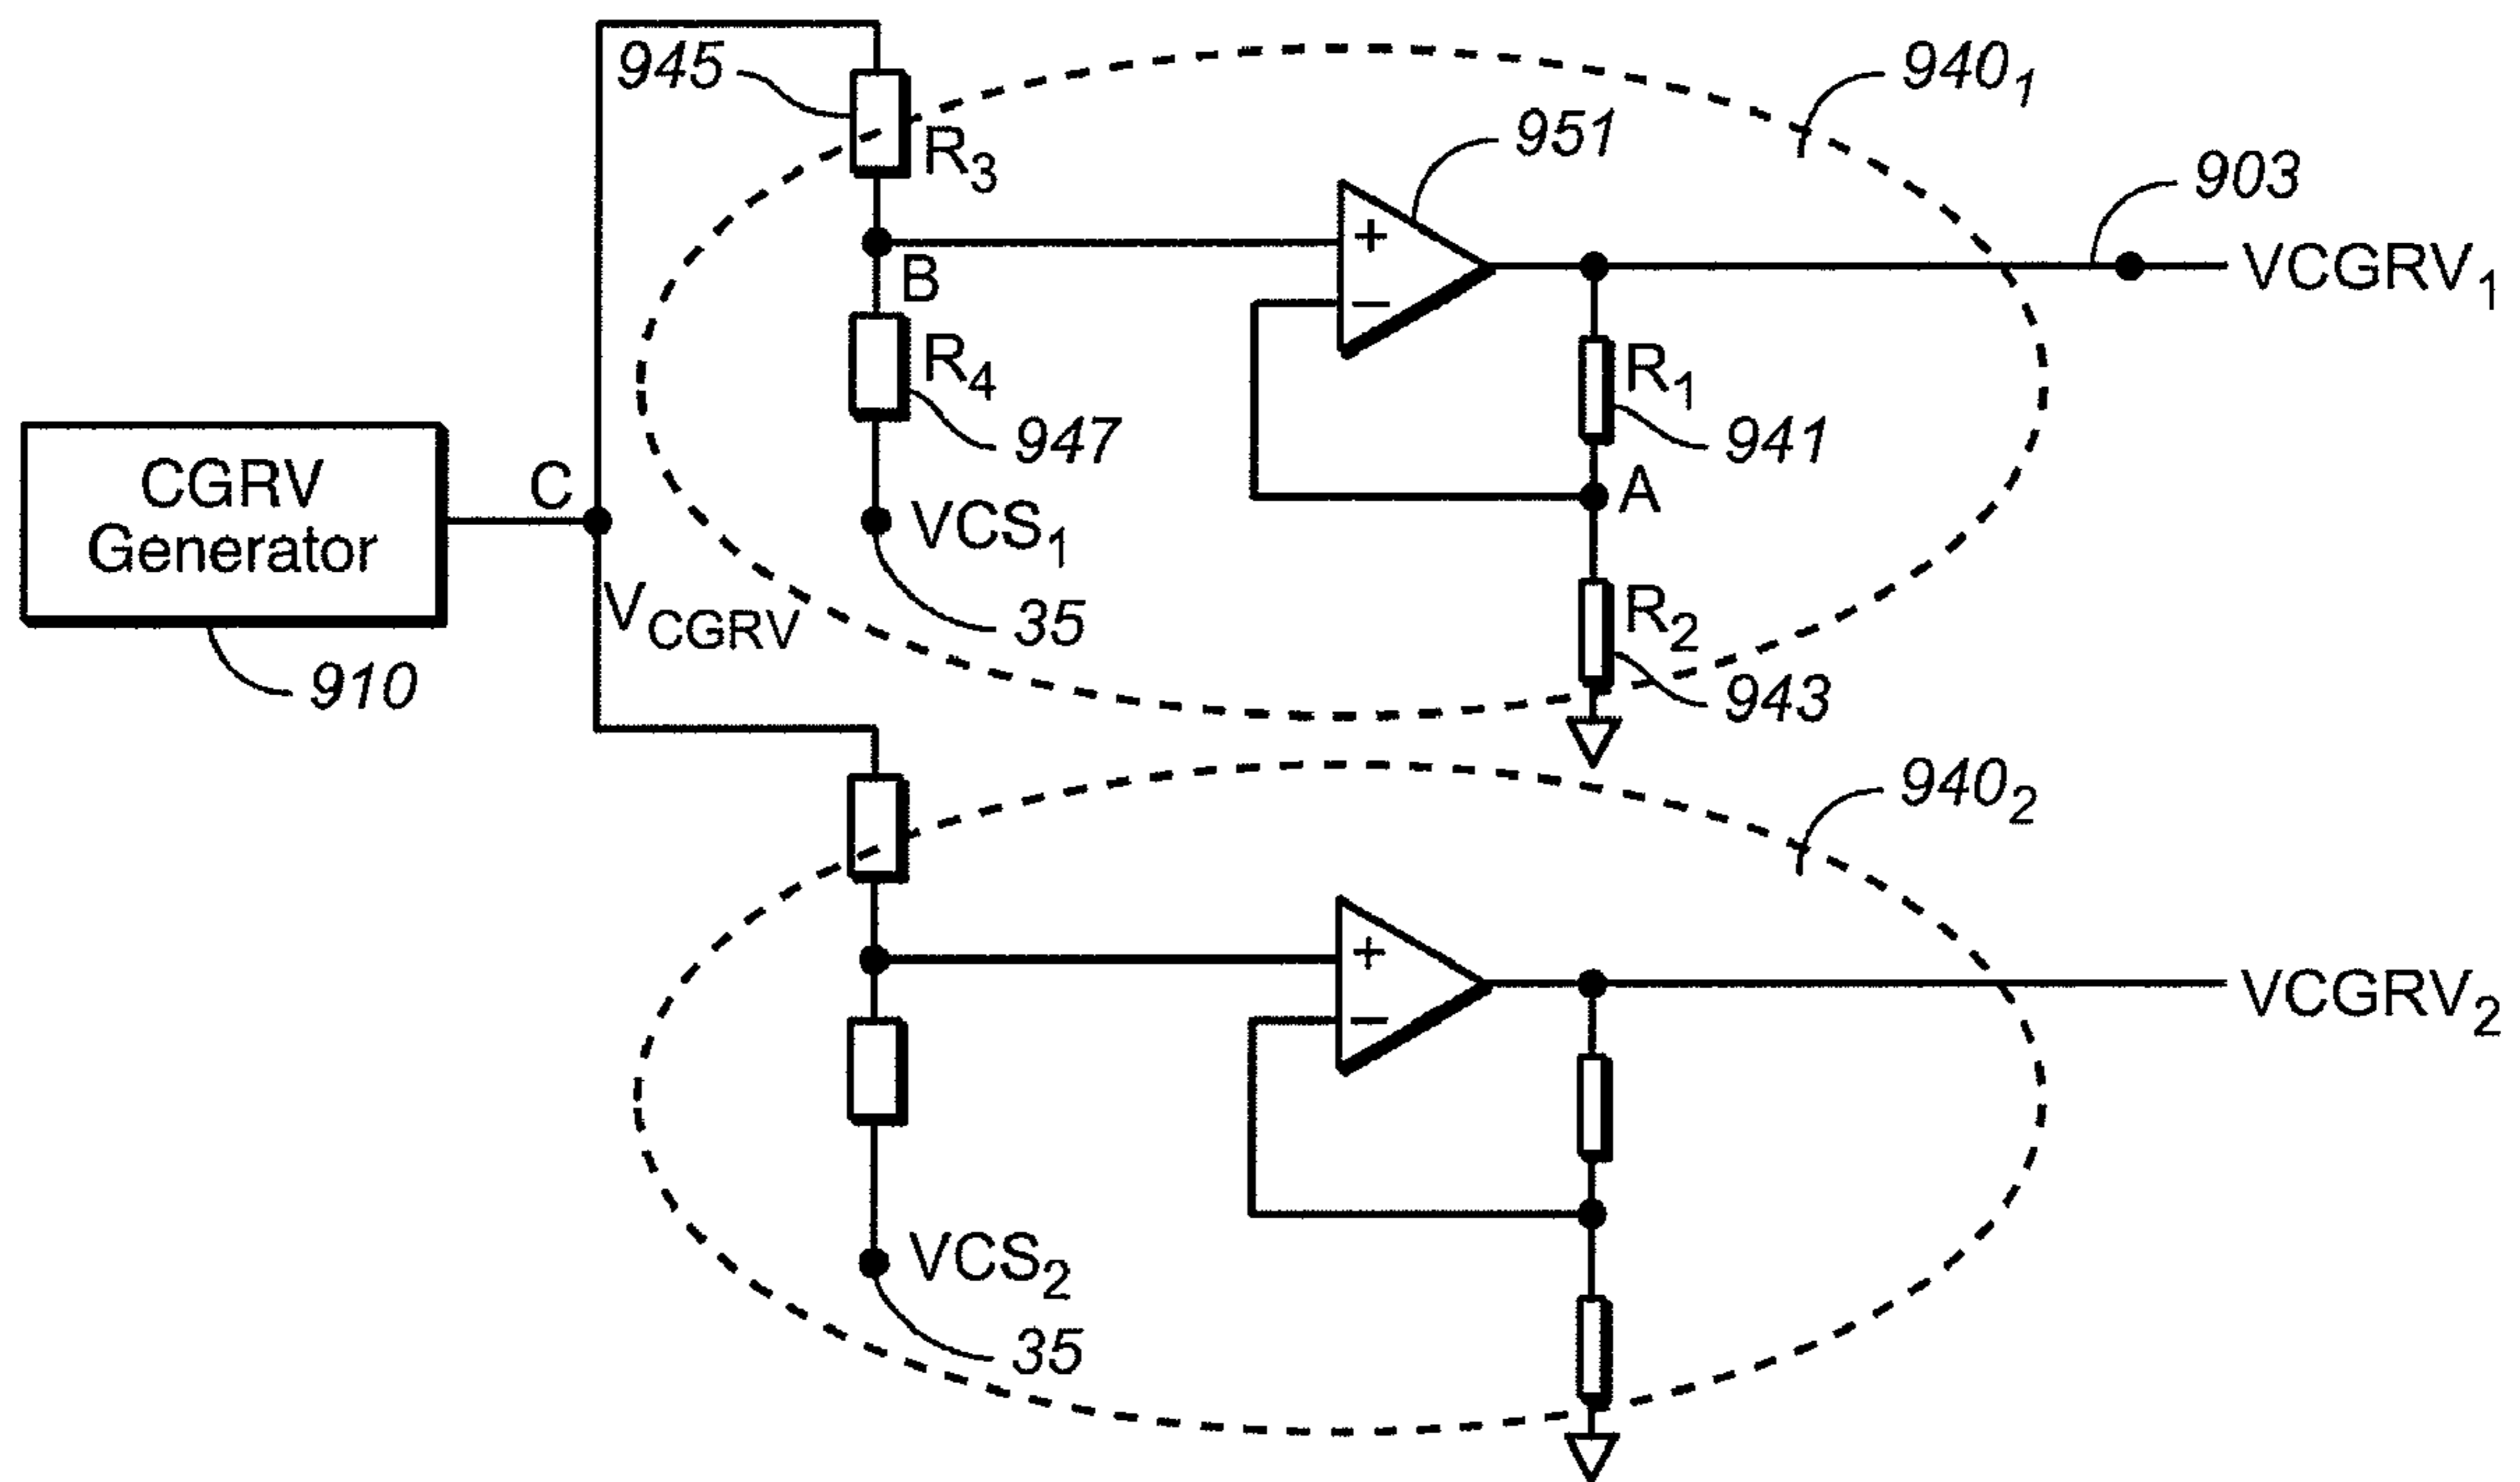 945
940₁
R₃
951
903
+
B
VCGRV₁
−
R₄
R₁
947
941
CGRV
Generator
C
A
VCS₁
V_CGRV
35
R₂
910
943
940₂
+
VCGRV₂
−
VCS₂
35